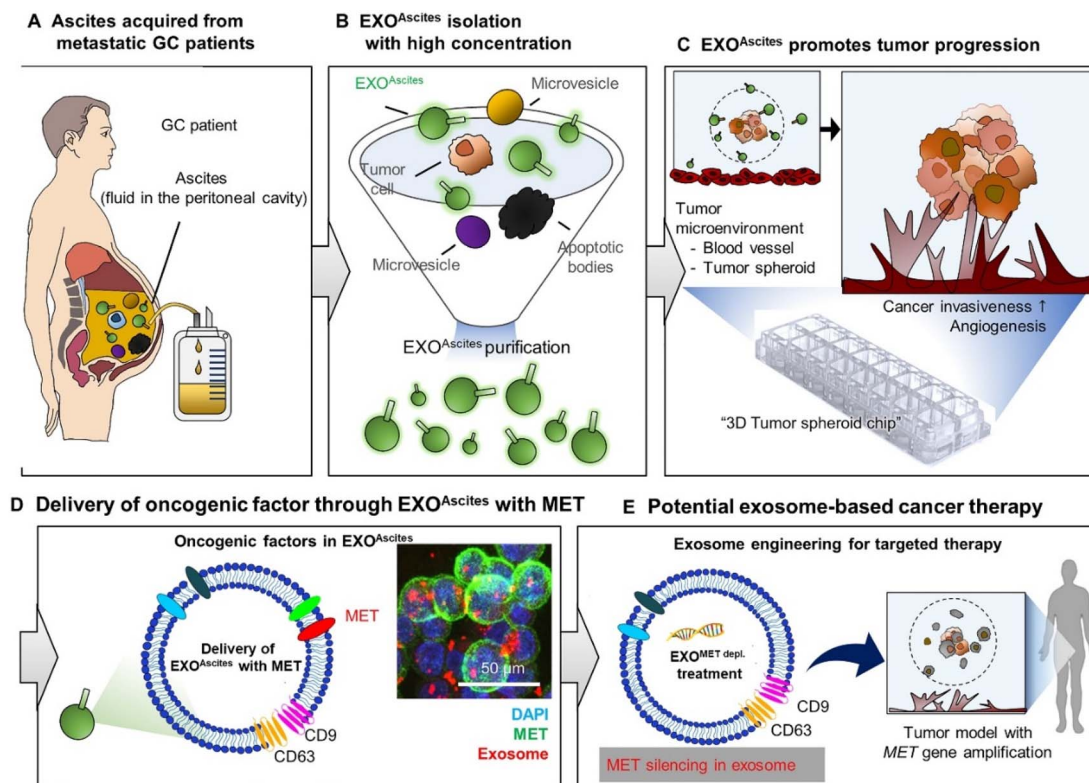 A Ascites acquired from
metastatic GC patients
GC patient
Ascites
(fluid in the peritoneal cavity)
B EXOAscites isolation
with high concentration
EXOAscites
Microvesicle
Tumor
cell
Microvesicle
Apoptotic
bodies
EXOAscites purification
C EXOAscites promotes tumor progression
Tumor
microenvironment
- Blood vessel
- Tumor spheroid
Cancer invasiveness ↑
Angiogenesis
“3D Tumor spheroid chip”
D Delivery of oncogenic factor through EXOAscites with MET
Oncogenic factors in EXOAscites
MET
Delivery of
EXOAscites with MET
CD9
CD63
50 μm
DAPI
MET
Exosome
E Potential exosome-based cancer therapy
Exosome engineering for targeted therapy
EXOMET depl.
treatment
CD9
CD63
MET silencing in exosome
Tumor model with
MET gene amplification